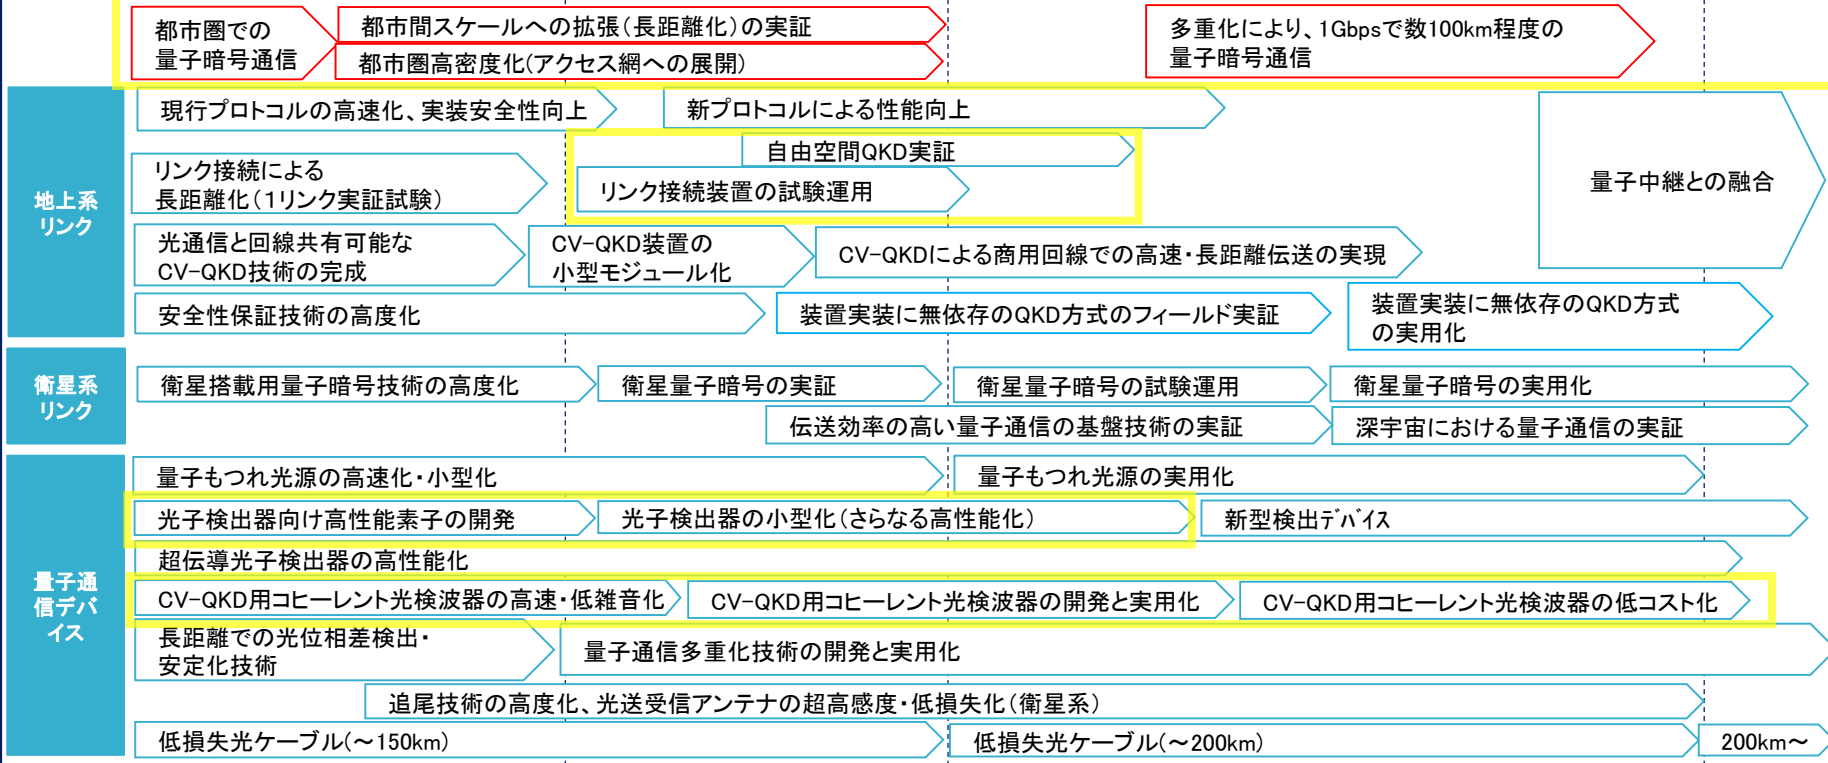 都市圏での
量子暗号通信
都市間スケールへの拡張(長距離化)の実証
都市圏高密度化(アクセス網への展開)
多重化により、1Gbpsで数100km程度の
量子暗号通信
地上系
リンク
現行プロトコルの高速化、実装安全性向上
新プロトコルによる性能向上
自由空間QKD実証
リンク接続による
長距離化(1リンク実証試験)
リンク接続装置の試験運用
量子中継との融合
光通信と回線共有可能な
CV-QKD技術の完成
CV-QKD装置の
小型モジュール化
CV-QKDによる商用回線での高速・長距離伝送の実現
安全性保証技術の高度化
装置実装に無依存のQKD方式のフィールド実証
装置実装に無依存のQKD方式
の実用化
衛星系
リンク
衛星搭載用量子暗号技術の高度化
衛星量子暗号の実証
衛星量子暗号の試験運用
衛星量子暗号の実用化
伝送効率の高い量子通信の基盤技術の実証
深宇宙における量子通信の実証
量子通
信デバ
イス
量子もつれ光源の高速化・小型化
量子もつれ光源の実用化
光子検出器向け高性能素子の開発
光子検出器の小型化(さらなる高性能化)
新型検出ﾃﾞﾊﾞｲｽ
超伝導光子検出器の高性能化
CV-QKD用コヒーレント光検波器の高速・低雑音化
CV-QKD用コヒーレント光検波器の開発と実用化
CV-QKD用コヒーレント光検波器の低コスト化
長距離での光位相差検出・
安定化技術
量子通信多重化技術の開発と実用化
追尾技術の高度化、光送受信アンテナの超高感度・低損失化(衛星系)
低損失光ケーブル(～150km)
低損失光ケーブル(～200km)
200km～